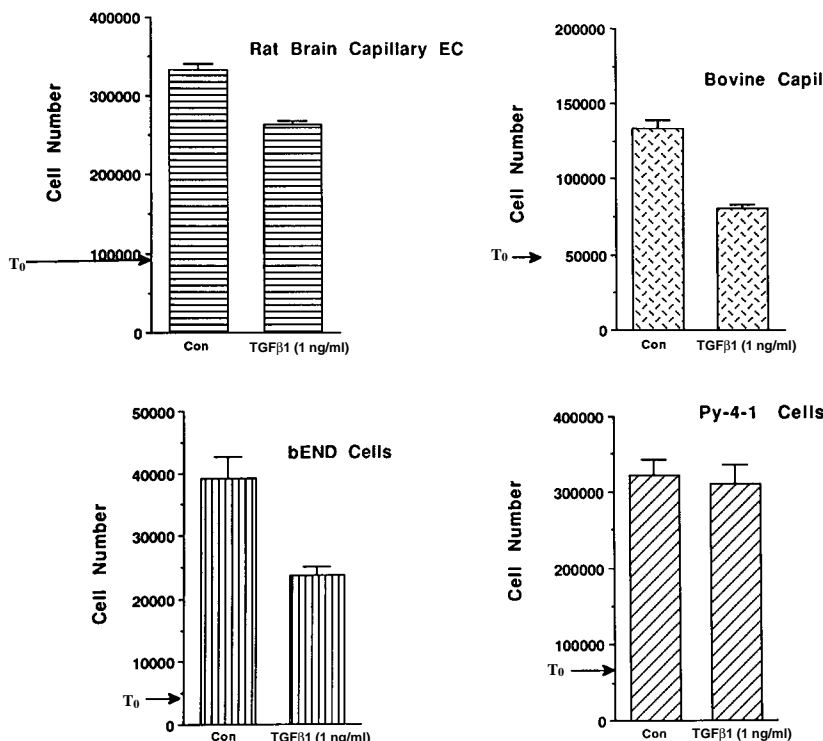 Rat Brain Capillary EC
Cell Number
400000
300000
200000
100000
0
T₀
Con
TGFβ1 (1 ng/ml)
Bovine Capil
Cell Number
200000
150000
100000
50000
0
T₀
Con
TGFβ1 (1 ng/ml)
bEND Cells
Cell Number
50000
40000
30000
20000
10000
0
T₀
Con
TGFβ1 (1 ng/ml)
Py-4-1 Cells
Cell Number
400000
300000
200000
100000
0
T₀
Con
TGFβ1 (1 ng/ml)